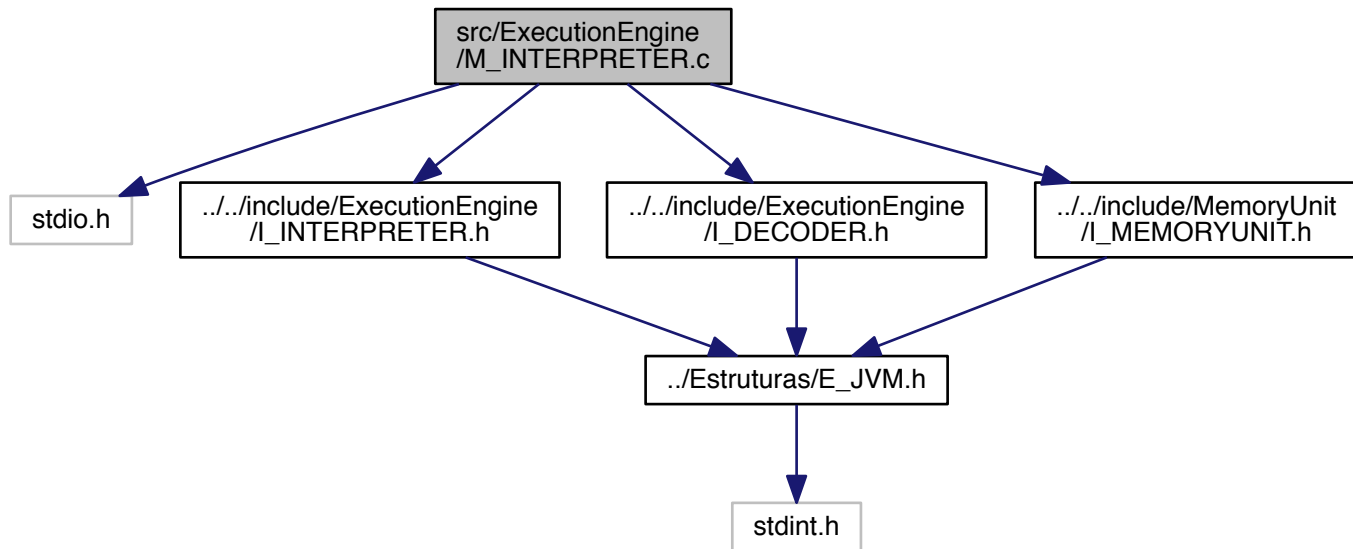 src/ExecutionEngine
/M_INTERPRETER.c
stdio.h
../../include/ExecutionEngine
/I_INTERPRETER.h
../../include/ExecutionEngine
/I_DECODER.h
../../include/MemoryUnit
/I_MEMORYUNIT.h
../Estruturas/E_JVM.h
stdint.h